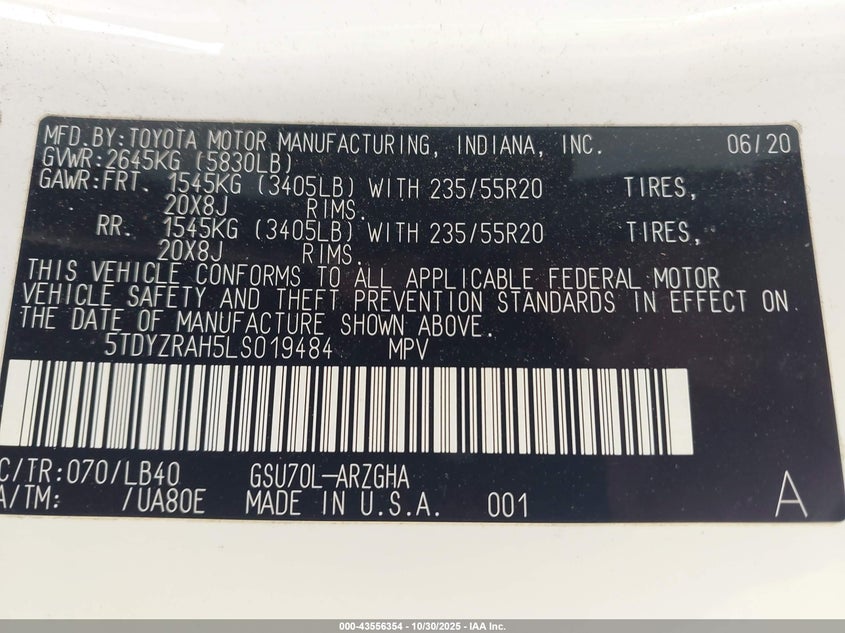 MFD.BY:TOYOTA MOTOR MANUFACTURING, INDIANA, INC. 06/20
GVWR:2645KG (5830LB)
GAWR:FRT. 1545KG (3405LB) WITH 235/55R20 TIRES,
20X8J RIMS.
RR. 1545KG (3405LB) WITH 235/55R20 TIRES,
20X8J RIMS.
THIS VEHICLE CONFORMS TO ALL APPLICABLE FEDERAL MOTOR
VEHICLE SAFETY AND THEFT PREVENTION STANDARDS IN EFFECT ON
THE DATE OF MANUFACTURE SHOWN ABOVE.
5TDYZRAH5LS019484 MPV
C/TR:070/LB40 GSU70L-ARZGHA
A/TM: /UA80E MADE IN U.S.A. 001 A
000-43556354 - 10/30/2025 - IAA Inc.